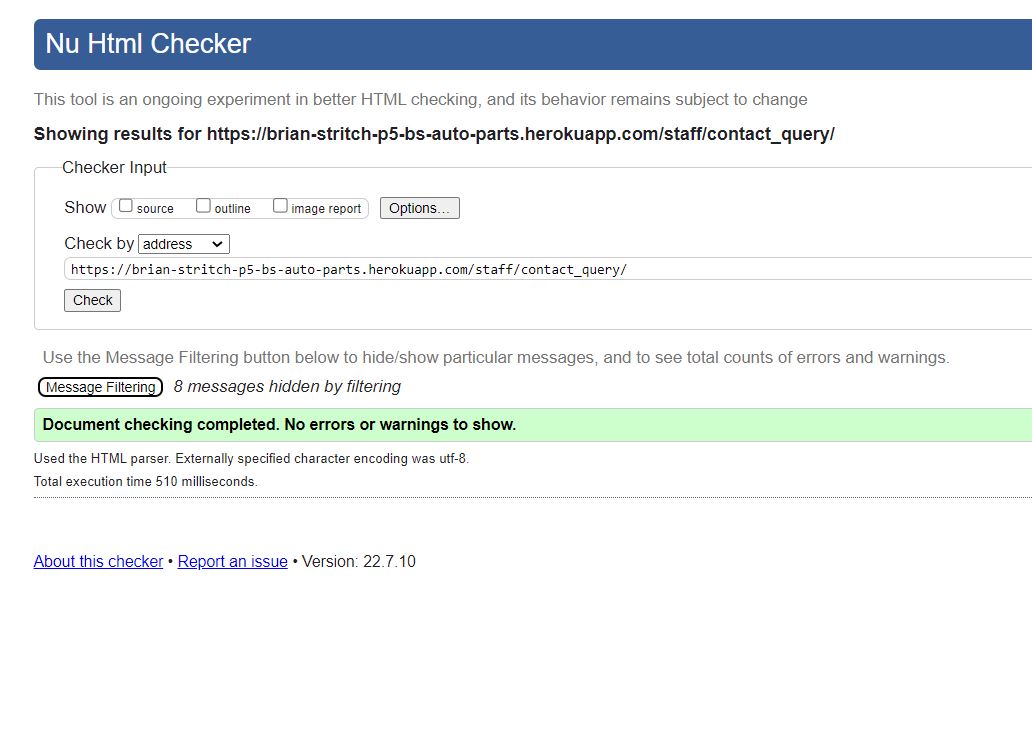 Nu Html Checker
This tool is an ongoing experiment in better HTML checking, and its behavior remains subject to change
Showing results for https://brian-stritch-p5-bs-auto-parts.herokuapp.com/staff/contact_query/
Checker Input
Show source outline image report Options...
Check by address
https://brian-stritch-p5-bs-auto-parts.herokuapp.com/staff/contact_query/
Check
Use the Message Filtering button below to hide/show particular messages, and to see total counts of errors and warnings.
Message Filtering 8 messages hidden by filtering
Document checking completed. No errors or warnings to show.
Used the HTML parser. Externally specified character encoding was utf-8.
Total execution time 510 milliseconds.
About this checker • Report an issue • Version: 22.7.10